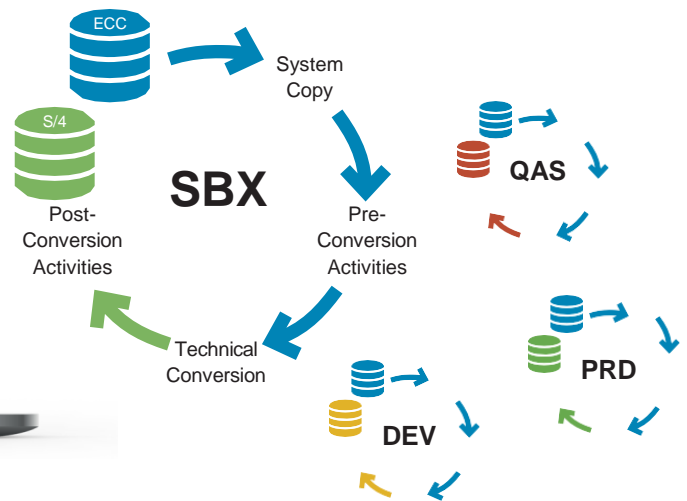 ECC
System
Copy
S/4
SBX
QAS
Post-
Conversion
Activities
Pre-
Conversion
Activities
Technical
Conversion
PRD
DEV